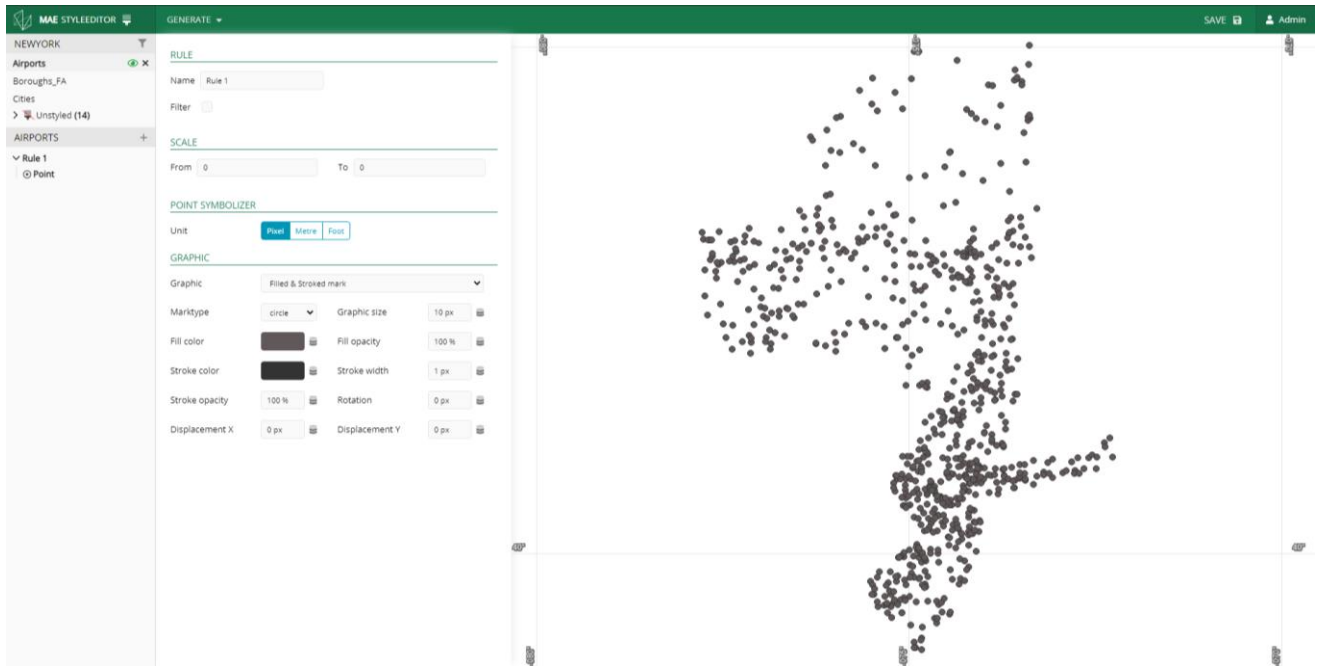 MAE STYLEEDITOR
GENERATE
SAVE
Admin
NEWYORK
Airports
Boroughs_FA
Cities
Unstyled (14)
AIRPORTS
Rule 1
Point
RULE
Name Rule 1
Filter
SCALE
From 0 To 0
POINT SYMBOLIZER
Unit Pixel Metre Foot
GRAPHIC
Graphic Filled & Stroked mark
Marktype circle Graphic size 10 px
Fill color Fill opacity 100 %
Stroke color Stroke width 1 px
Stroke opacity 100 % Rotation 0 px
Displacement X 0 px Displacement Y 0 px